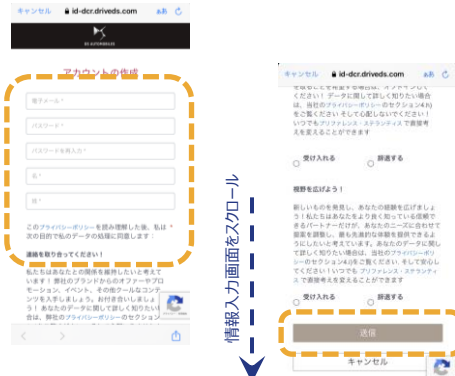 キャンセル
id-dcr.driveds.com
ぁあ
DS AUTOMOBILES
アカウントの作成
電子メール *
パスワード *
パスワードを再入力 *
名 *
姓 *
この プライバシーポリシー を読み理解した後、私は *
次の目的で私のデータの処理に同意します：
連絡を取り合ってください！
私たちはあなたとの関係を維持したいと考えて
います！ 弊社のブランドからのオファーやプロ
モーション、イベント、その他クールなコンテ
ンツを入手しましょう。お付き合いしましょ
う！ あなたのデータに関して詳しく知りたい場
合は、弊社のプライバシーポリシーのセクション
情報入力画面をスクロール
キャンセル
id-dcr.driveds.com
ぁあ
ください！ データに関して詳しく知りたい場合
は、当社のプライバシーポリシーのセクション4 h)
をご覧ください そして心配しないでください！
いつでも プリファレンス・ステランティス で直接考
えを変えることができます
受け入れる
辞退する
視野を広げよう！
新しいものを発見し、あなたの経験を広げましょ
う！私たちはあなたをより良く知っている信頼で
きるパートナーだけが、あなたのニーズに合わせて
提案を調整し、最も先進的な体験を提供できるよ
うにしたいと考えています。あなたのデータに関し
て詳しく知りたい場合は、当社のプライバシーポリ
シーのセクション4.i)をご覧ください. そして安心し
てください！いつでも プリファレンス・ステランティ
ス で直接考えを変えることができます
受け入れる
辞退する
送信
キャンセル